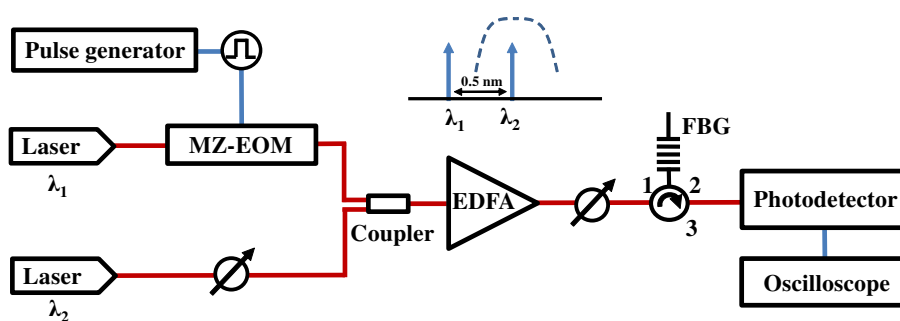 Pulse generator
0.5 nm
λ1
λ2
FBG
Laser
λ1
MZ-EOM
EDFA
1
2
3
Coupler
Photodetector
Laser
λ2
Oscilloscope